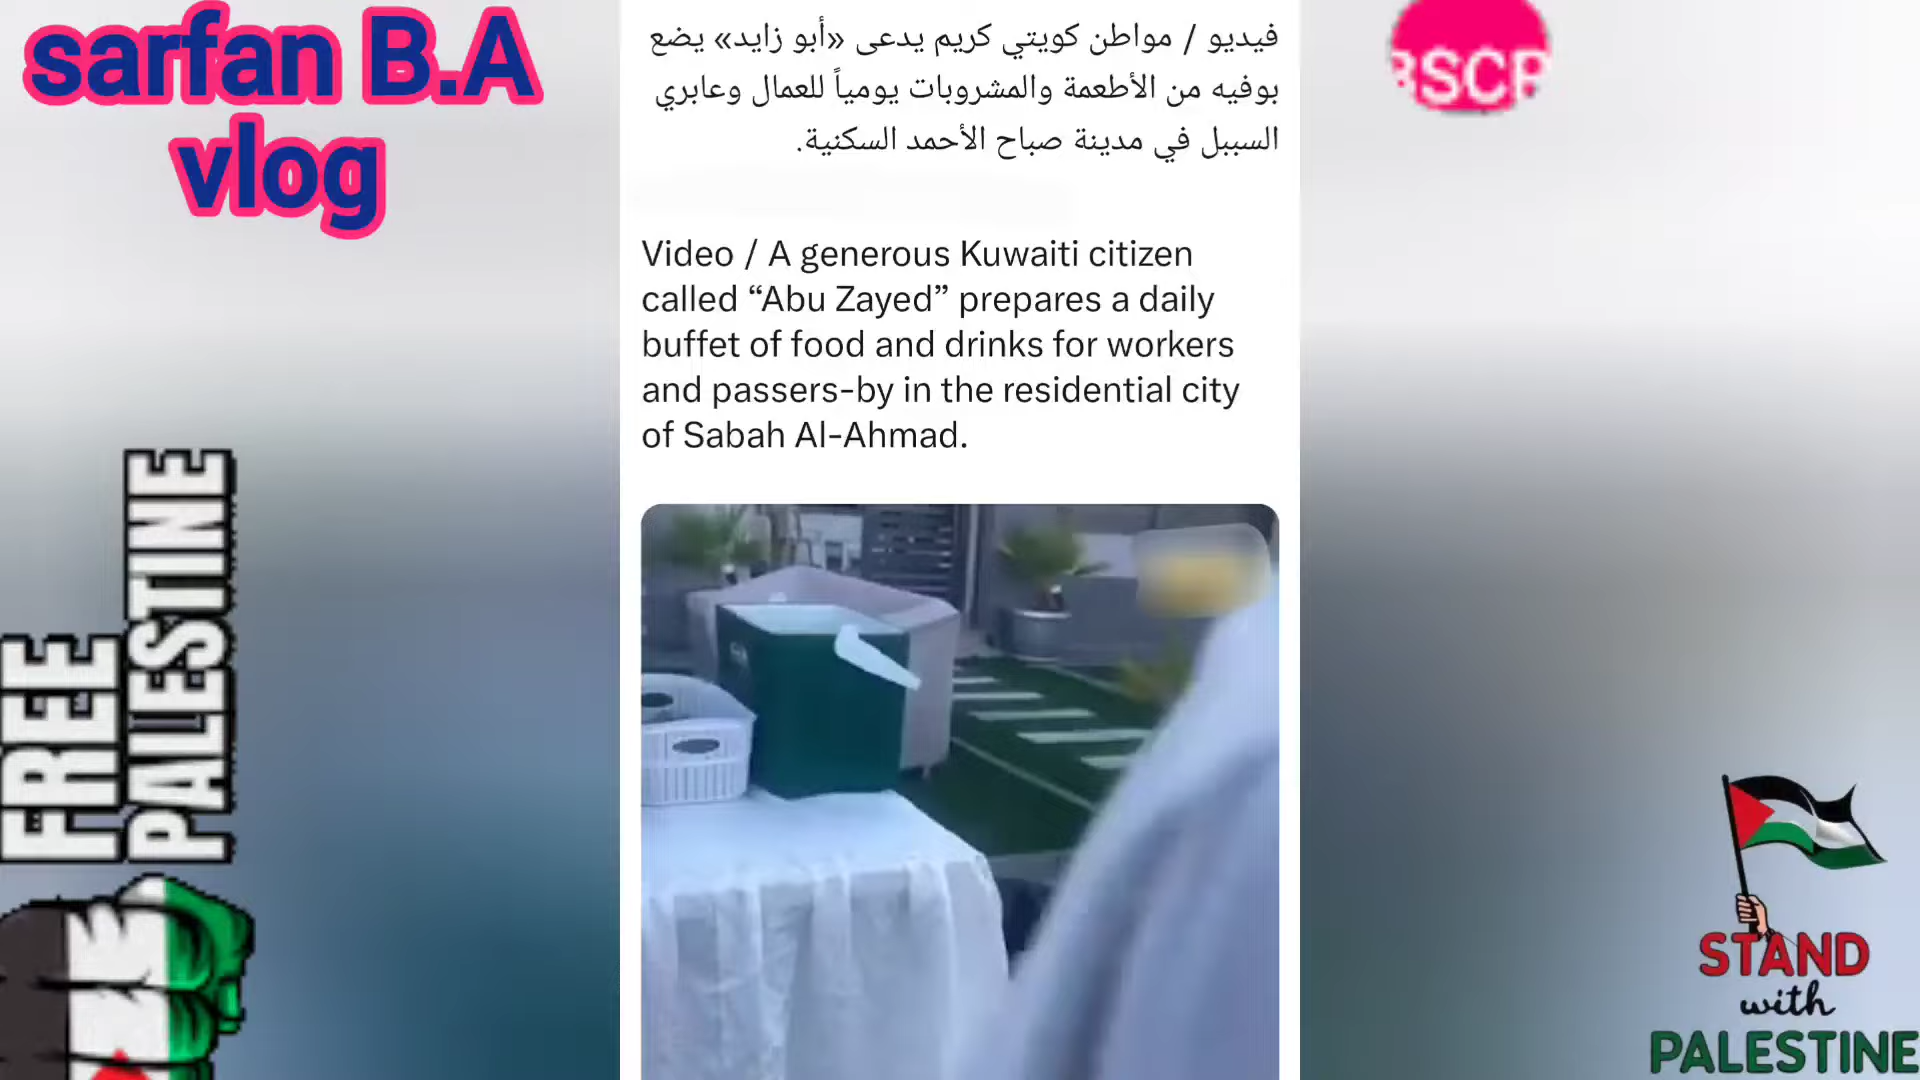 sarfan B.A
vlog
فيديو / مواطن كويتي كريم يدعى «أبو زايد» يضع
بوفيه من الأطعمة والمشروبات يومياً للعمال وعابري
السبيل في مدينة صباح الأحمد السكنية.
Video / A generous Kuwaiti citizen
called “Abu Zayed” prepares a daily
buffet of food and drinks for workers
and passers-by in the residential city
of Sabah Al-Ahmad.
FREE
PALESTINE
STAND
with
PALESTINE